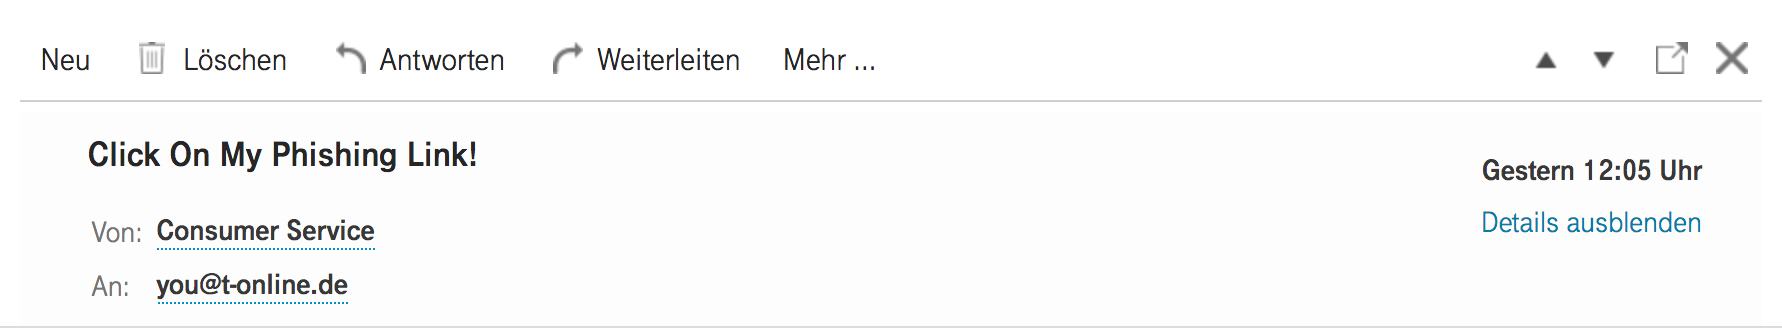 Neu Löschen Antworten Weiterleiten Mehr ...
Click On My Phishing Link!
Gestern 12:05 Uhr
Details ausblenden
Von: Consumer Service
An: you@t-online.de